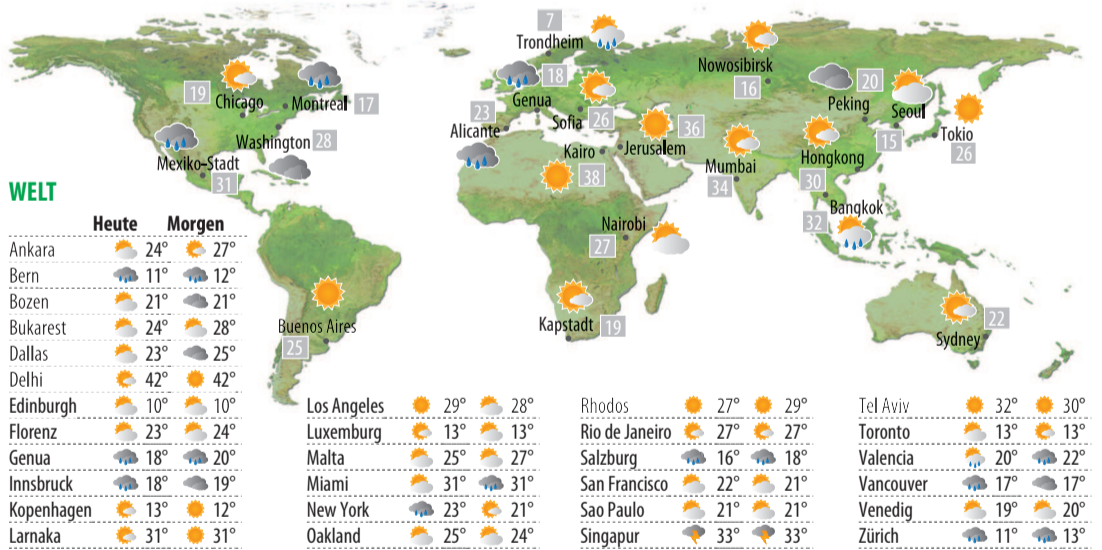 7
Trondheim
Nowosibirsk
16
18
Genua
20
Peking
Seoul
15
Tokio
26
19
Chicago
Montreal
17
23
Alicante
Sofia
26
36
Jerusalem
Washington
28
Kairo
38
Mumbai
34
Hongkong
30
Mexiko-Stadt
31
Bangkok
32
Nairobi
27
Buenos Aires
25
Kapstadt
19
22
Sydney
WELT
Heute Morgen
Ankara 24° 27°
Bern 11° 12°
Bozen 21° 21°
Bukarest 24° 28°
Dallas 23° 25°
Delhi 42° 42°
Edinburgh 10° 10°
Florenz 23° 24°
Genua 18° 20°
Innsbruck 18° 19°
Kopenhagen 13° 12°
Larnaka 31° 31°
Los Angeles 29° 28°
Luxemburg 13° 13°
Malta 25° 27°
Miami 31° 31°
New York 23° 21°
Oakland 25° 24°
Rhodos 27° 29°
Rio de Janeiro 27° 27°
Salzburg 16° 18°
San Francisco 22° 21°
Sao Paulo 21° 21°
Singapur 33° 33°
Tel Aviv 32° 30°
Toronto 13° 13°
Valencia 20° 22°
Vancouver 17° 17°
Venedig 19° 20°
Zürich 11° 13°